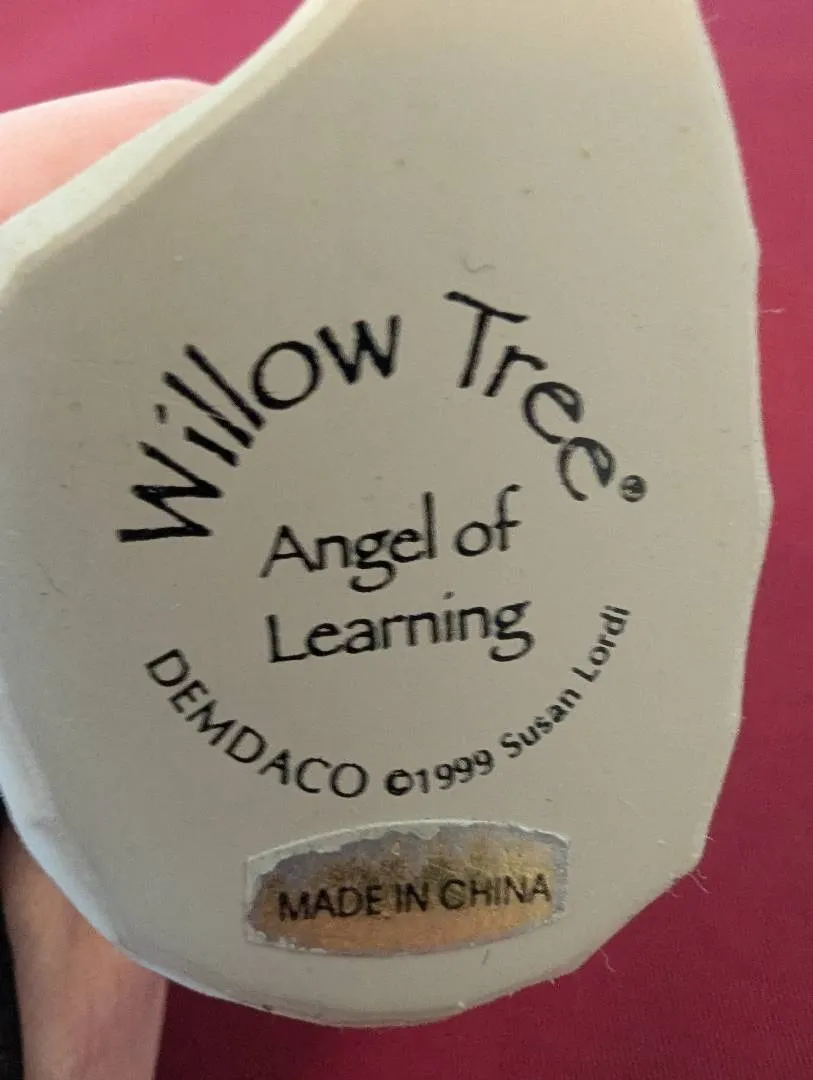 Willow Tree®
Angel of
Learning
DEMDACO ©1999 Susan Lordi
MADE IN CHINA